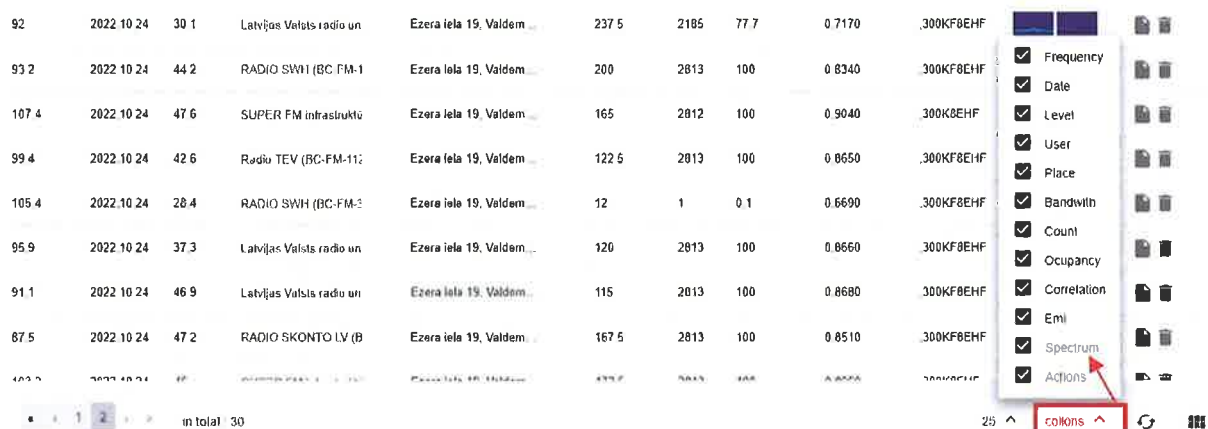 92 2022 10 24 30 1 Latvijas Valsts radio un Ezera iela 19, Valdem... 237 5 2185 77.7 0.7170 ,300KF8EHF
Frequency
93 2 2022 10 24 44 2 RADIO SWH (BC-FM-1 Ezera iela 19, Valdem... 200 2813 100 0 8340 ,300KF8EHF
Date
107 4 2022 10 24 47 6 SUPER FM infrastruktū Ezera iela 19, Valdem... 165 2812 100 0.9040 ,300K8EHF
Level
User
99 4 2022.10 24 42 6 Radio TEV (BC-FM-112 Ezera iela 19, Valdem... 122 5 2813 100 0 8650 ,300KF8EHF
Place
105 4 2022.10 24 28.4 RADIO SWH (BC-FM-3 Ezera iela 19, Valdem... 12 1 0.1 0.6690 ,300KF8EHF
Bandwith
Count
95.9 2022 10 24 37.3 Latvijas Valsts radio un Ezera iela 19, Valdem... 120 2813 100 0.8660 ,300KF8EHF
Ocupancy
91.1 2022 10 24 46 9 Latvijas Valsts radio un Ezera iela 19, Valdem... 115 2813 100 0.8680 ,300KF8EHF
Correlation
Emi
87.5 2022 10 24 47 2 RADIO SKONTO LV (B Ezera iela 19, Valdem... 167 5 2813 100 0.8510 ,300KF8EHF
Spectrum
Actions
1 2 in total 30 25 collons